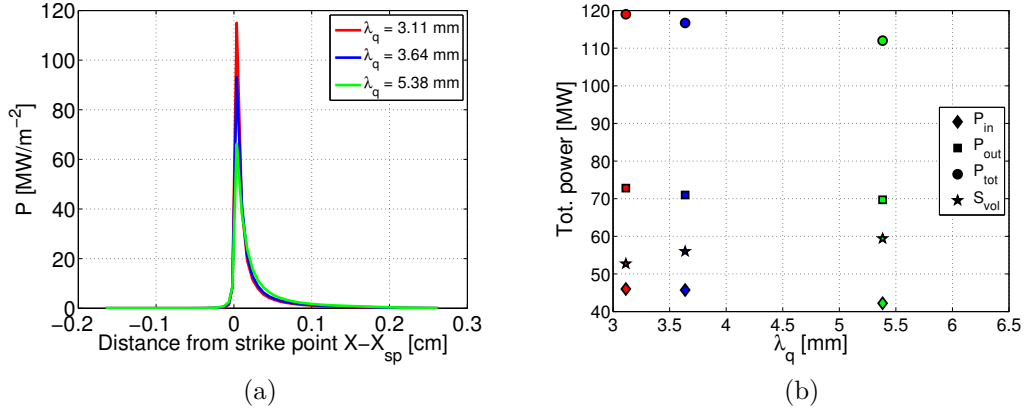 120
100
80
60
40
20
0
P [MW/m−2]
−0.2
−0.1
0
0.1
0.2
0.3
Distance from strike point X−Xsp [cm]
λq = 3.11 mm
λq = 3.64 mm
λq = 5.38 mm
(a)
120
110
100
90
80
70
60
50
40
Tot. power [MW]
3
3.5
4
4.5
5
5.5
6
6.5
λq [mm]
Pin
Pout
Ptot
Svol
(b)